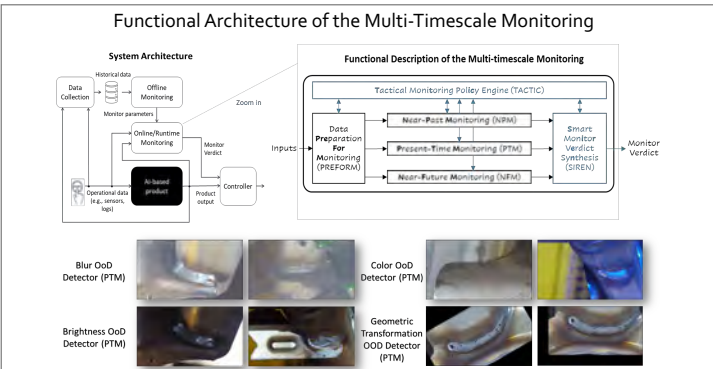 Functional Architecture of the Multi-Timescale Monitoring
System Architecture
Data
Collection
Historical data
Offline
Monitoring
Monitor parameters
Online/Runtime
Monitoring
Zoom in
Monitor
Verdict
Operational data
(e.g., sensors,
logs)
AI-based
product
Product
output
Controller
Functional Description of the Multi-timescale Monitoring
Tactical Monitoring Policy Engine (TACTIC)
Inputs
Data
Preparation
For
Monitoring
(PREFORM)
Near-Past Monitoring (NPM)
Present-Time Monitoring (PTM)
Near-Future Monitoring (NFM)
Smart
Monitor
Verdict
Synthesis
(SIREN)
Monitor
Verdict
Blur OoD
Detector (PTM)
Color OoD
Detector (PTM)
Brightness OoD
Detector (PTM)
Geometric
Transformation
OOD Detector
(PTM)